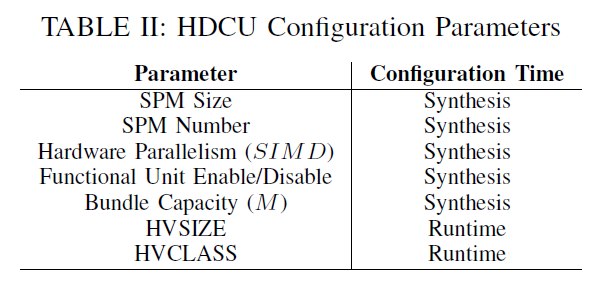 TABLE II: HDCU Configuration Parameters
Parameter Configuration Time
SPM Size Synthesis
SPM Number Synthesis
Hardware Parallelism (SIMD) Synthesis
Functional Unit Enable/Disable Synthesis
Bundle Capacity (M) Synthesis
HVSIZE Runtime
HVCLASS Runtime